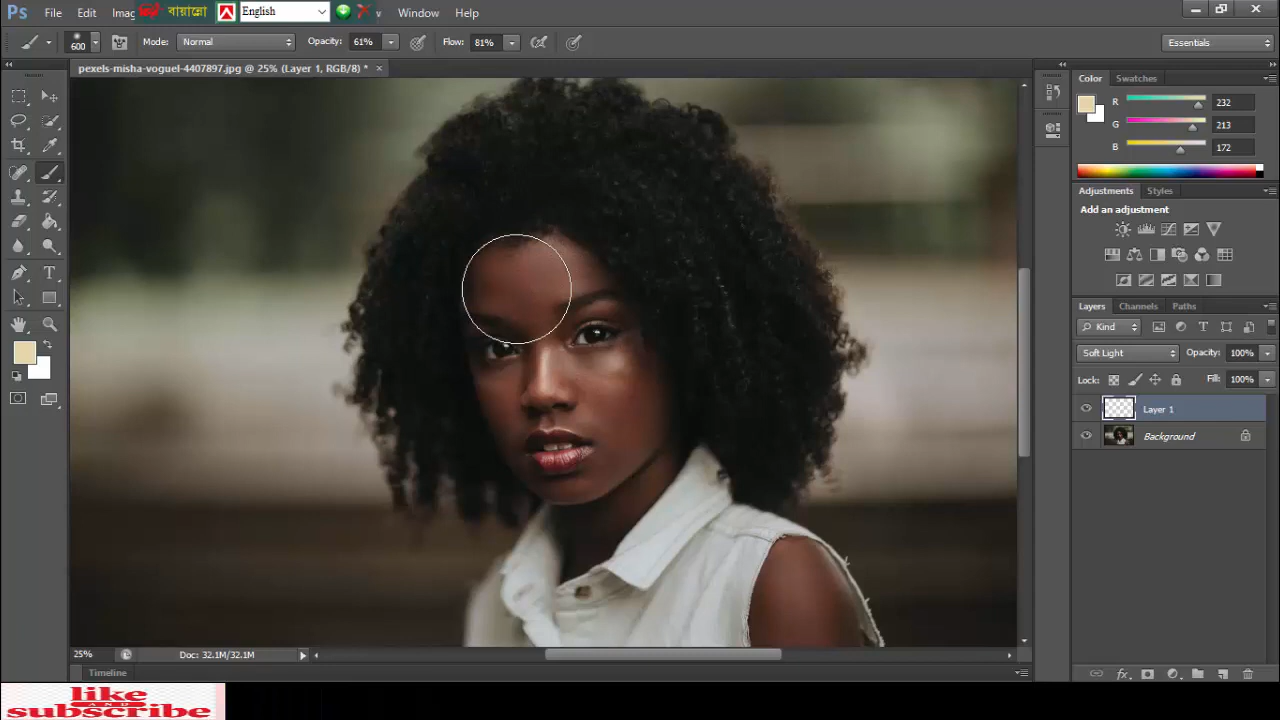 Ps File Edit Imag বায়ান্নো English v Window Help
600 Mode: Normal Opacity: 61% Flow: 81% Essentials
pexels-misha-voguel-4407897.jpg @ 25% (Layer 1, RGB/8) * ×
Color Swatches
R 232
G 213
B 172
Adjustments Styles
Add an adjustment
T
Layers Channels Paths
Kind T
Soft Light Opacity: 100%
Lock: Fill: 100%
Layer 1
Background
25% Doc: 32.1M/32.1M
Timeline
fx
like
AND
subscribe